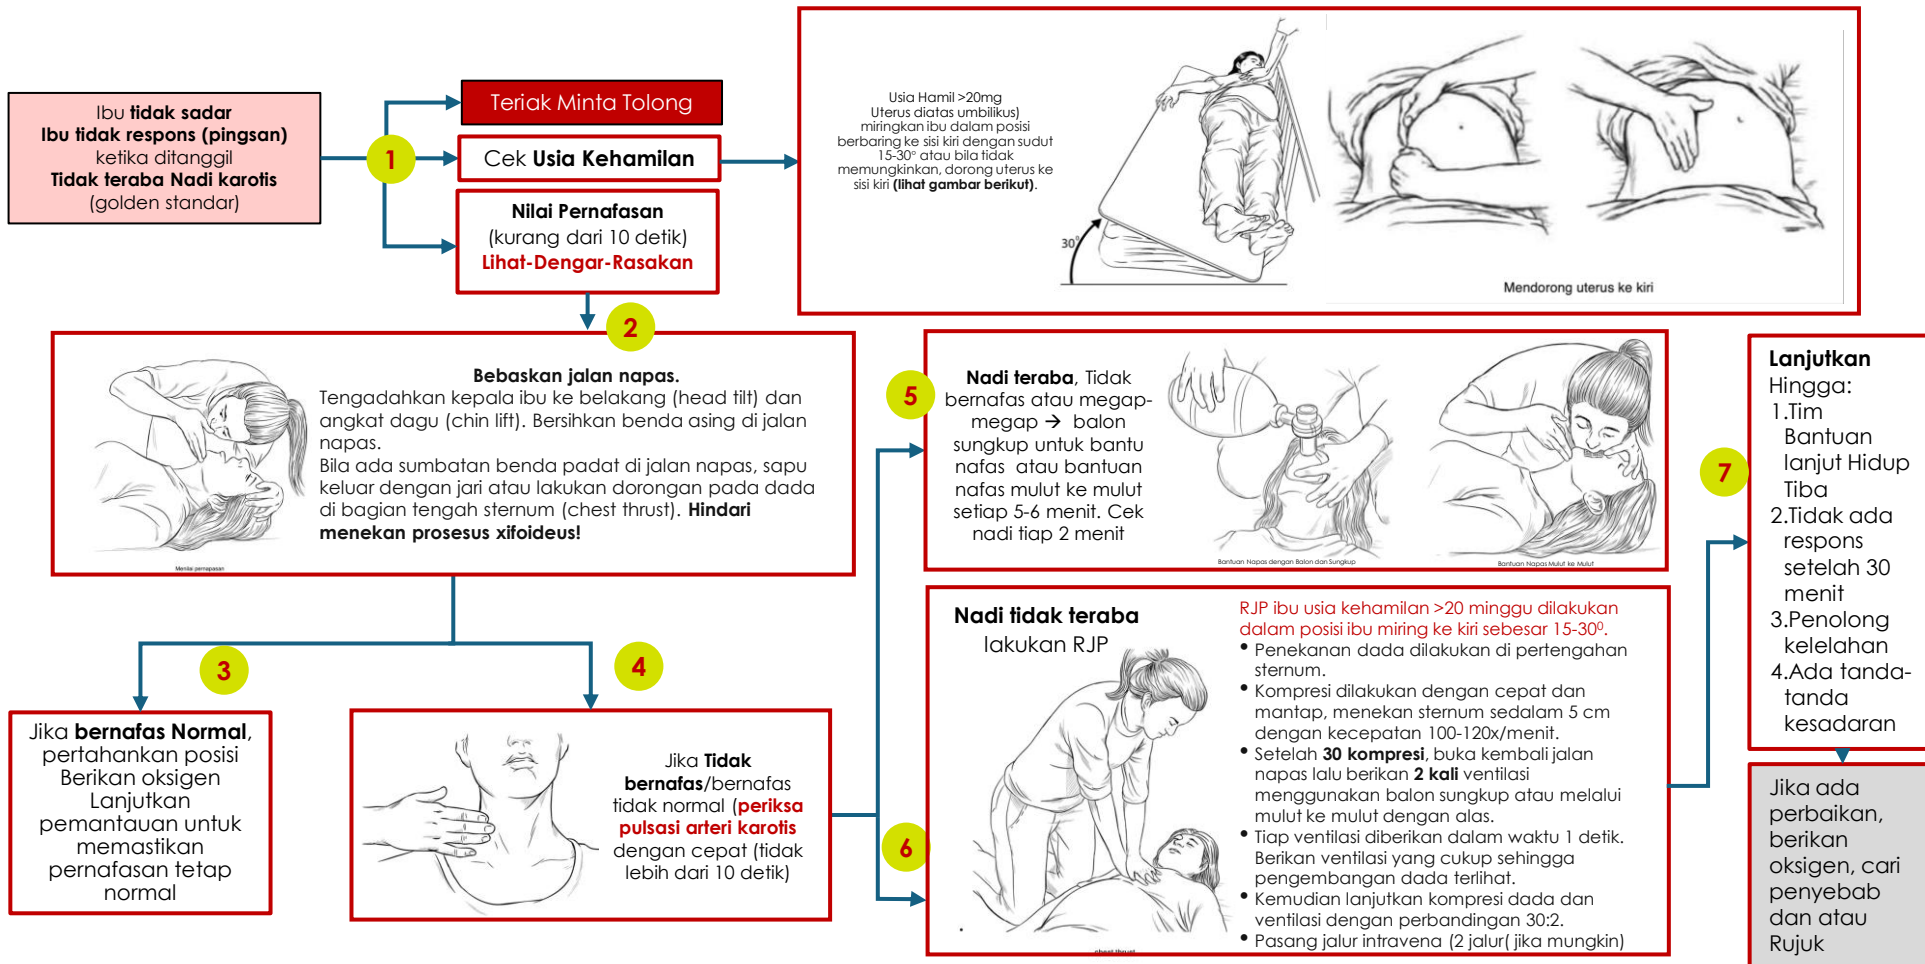 Ibu tidak sadar
Ibu tidak respons (pingsan)
ketika ditanggil
Tidak teraba Nadi karotis
(golden standar)
1
Teriak Minta Tolong
Cek Usia Kehamilan
Nilai Pernafasan
(kurang dari 10 detik)
Lihat-Dengar-Rasakan
Usia Hamil >20mg
Uterus diatas umbilikus)
miringkan ibu dalam posisi
berbaring ke sisi kiri dengan sudut
15-30° atau bila tidak
memungkinkan, dorong uterus ke
sisi kiri (lihat gambar berikut).
30°
Mendorong uterus ke kiri
2
Bebaskan jalan napas.
Tengadahkan kepala ibu ke belakang (head tilt) dan
angkat dagu (chin lift). Bersihkan benda asing di jalan
napas.
Bila ada sumbatan benda padat di jalan napas, sapu
keluar dengan jari atau lakukan dorongan pada dada
di bagian tengah sternum (chest thrust). Hindari
menekan prosesus xifoideus!
Menilai pernapasan
3
Jika bernafas Normal,
pertahankan posisi
Berikan oksigen
Lanjutkan
pemantauan untuk
memastikan
pernafasan tetap
normal
4
Jika Tidak
bernafas/bernafas
tidak normal (periksa
pulsasi arteri karotis
dengan cepat (tidak
lebih dari 10 detik)
5
Nadi teraba, Tidak
bernafas atau megap-
megap → balon
sungkup untuk bantu
nafas atau bantuan
nafas mulut ke mulut
setiap 5-6 menit. Cek
nadi tiap 2 menit
Bantuan Napas dengan Balon dan Sungkup
Bantuan Napas Mulut ke Mulut
6
Nadi tidak teraba
lakukan RJP
chest thrust
RJP ibu usia kehamilan >20 minggu dilakukan
dalam posisi ibu miring ke kiri sebesar 15-30⁰.
• Penekanan dada dilakukan di pertengahan
sternum.
• Kompresi dilakukan dengan cepat dan
mantap, menekan sternum sedalam 5 cm
dengan kecepatan 100-120x/menit.
• Setelah 30 kompresi, buka kembali jalan
napas lalu berikan 2 kali ventilasi
menggunakan balon sungkup atau melalui
mulut ke mulut dengan alas.
• Tiap ventilasi diberikan dalam waktu 1 detik.
Berikan ventilasi yang cukup sehingga
pengembangan dada terlihat.
• Kemudian lanjutkan kompresi dada dan
ventilasi dengan perbandingan 30:2.
• Pasang jalur intravena (2 jalur( jika mungkin)
7
Lanjutkan
Hingga:
1.Tim
Bantuan
lanjut Hidup
Tiba
2.Tidak ada
respons
setelah 30
menit
3.Penolong
kelelahan
4.Ada tanda-
tanda
kesadaran
Jika ada
perbaikan,
berikan
oksigen, cari
penyebab
dan atau
Rujuk